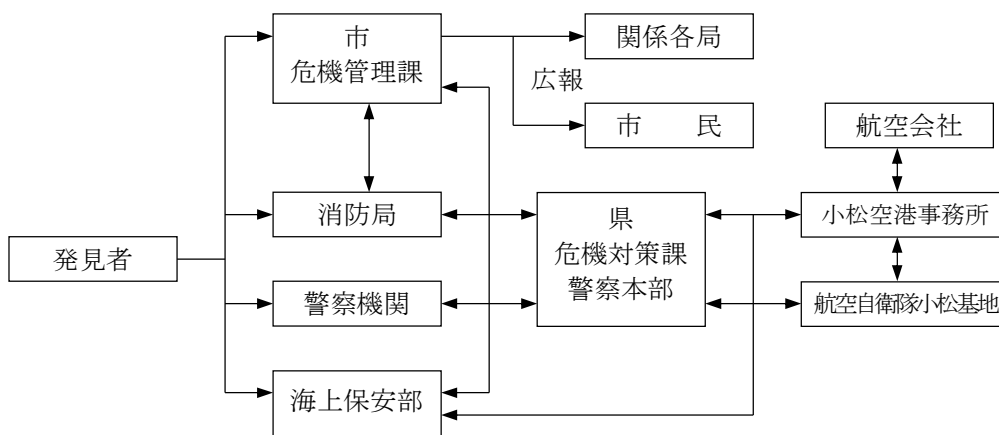 市
危機管理課
関係各局
広報
市　　民
航空会社
消防局
県
危機対策課
警察本部
小松空港事務所
発見者
警察機関
航空自衛隊小松基地
海上保安部